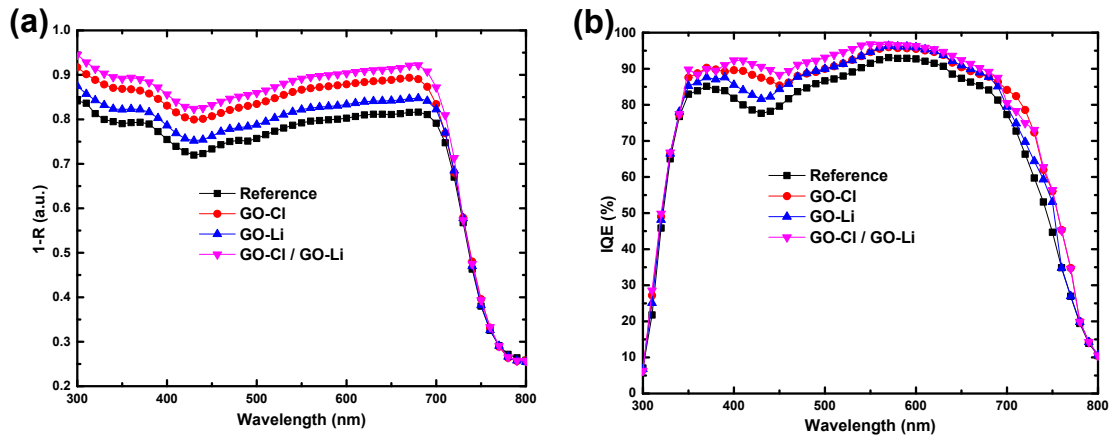 (a)
1.0
0.9
0.8
0.7
0.6
0.5
0.4
0.3
0.2
1-R (a.u.)
Reference
GO-Cl
GO-Li
GO-Cl / GO-Li
300 400 500 600 700 800
Wavelength (nm)
(b)
100
90
80
70
60
50
40
30
20
10
0
IQE (%)
Reference
GO-Cl
GO-Li
GO-Cl / GO-Li
300 400 500 600 700 800
Wavelength (nm)